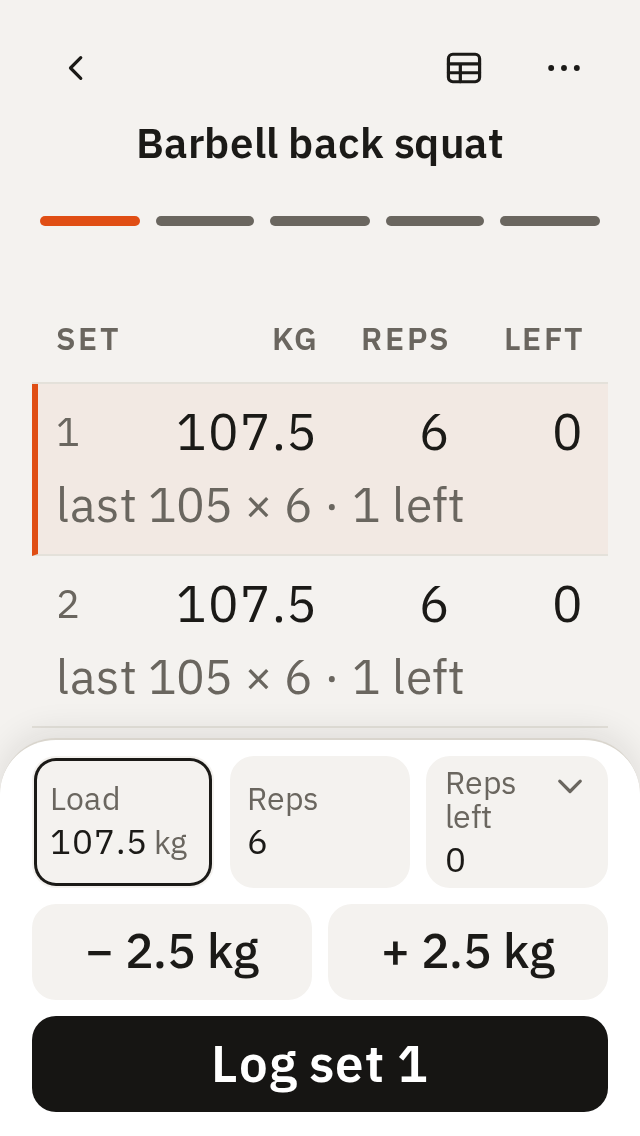 Barbell back squat
SET KG REPS LEFT
1 107.5 6 0
last 105 × 6 · 1 left
2 107.5 6 0
last 105 × 6 · 1 left
Load
107.5 kg
Reps
6
Reps
left
0
− 2.5 kg
+ 2.5 kg
Log set 1